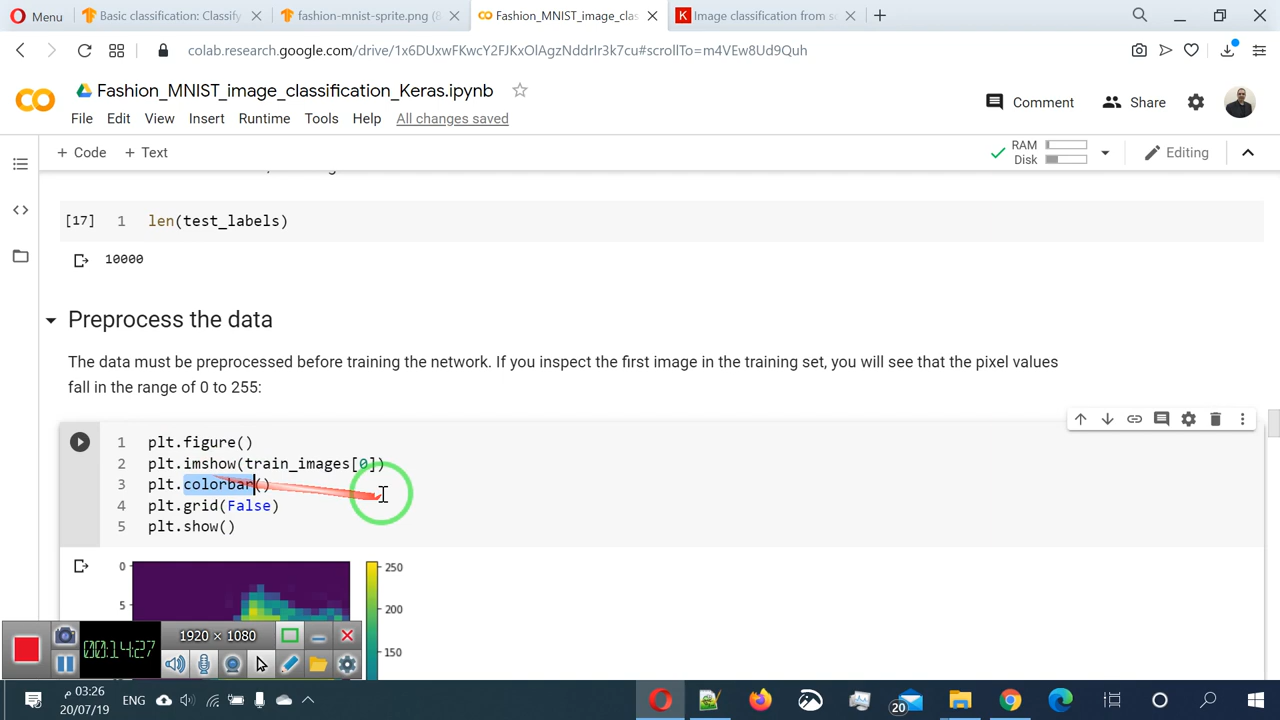 Menu
Basic classification: Classify
fashion-mnist-sprite.png (8
Fashion_MNIST_image_clas
Image classification from s
colab.research.google.com/drive/1x6DUxwFKwcY2FJKxOlAgzNddrIr3k7cu#scrollTo=m4VEw8Ud9Quh
Fashion_MNIST_image_classification_Keras.ipynb
Comment
Share
File Edit View Insert Runtime Tools Help All changes saved
+ Code + Text
RAM
Disk
Editing
[17] 1 len(test_labels)
10000
Preprocess the data
The data must be preprocessed before training the network. If you inspect the first image in the training set, you will see that the pixel values
fall in the range of 0 to 255:
1 plt.figure()
2 plt.imshow(train_images[0])
3 plt.colorbar()
4 plt.grid(False)
5 plt.show()
0
250
5
200
150
00:14:27
1920 × 1080
ENG
03:26 م
20/07/19
20